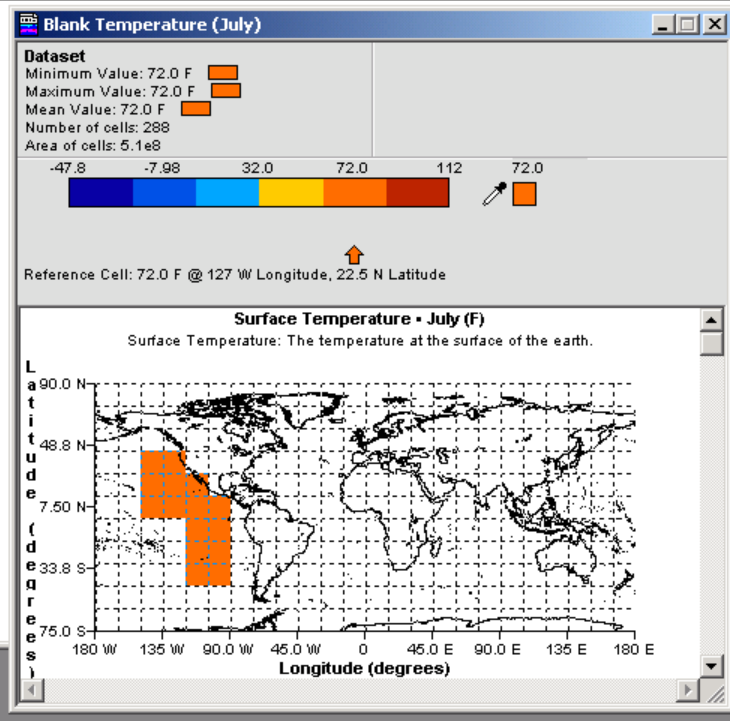 Blank Temperature (July)
Dataset
Minimum Value: 72.0 F
Maximum Value: 72.0 F
Mean Value: 72.0 F
Number of cells: 288
Area of cells: 5.1e8
-47.8 -7.98 32.0 72.0 112 72.0
Reference Cell: 72.0 F @ 127 W Longitude, 22.5 N Latitude
Surface Temperature • July (F)
Surface Temperature: The temperature at the surface of the earth.
Latitude (degrees)
90.0 N
48.8 N
7.50 N
33.8 S
75.0 S
180 W 135 W 90.0 W 45.0 W 0 45.0 E 90.0 E 135 E 180 E
Longitude (degrees)